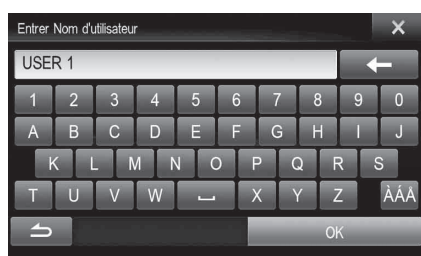 Entrer Nom d'utilisateur
USER 1
1 2 3 4 5 6 7 8 9 0
A B C D E F G H I J
K L M N O P Q R S
T U V W X Y Z ÀÁÂ
OK